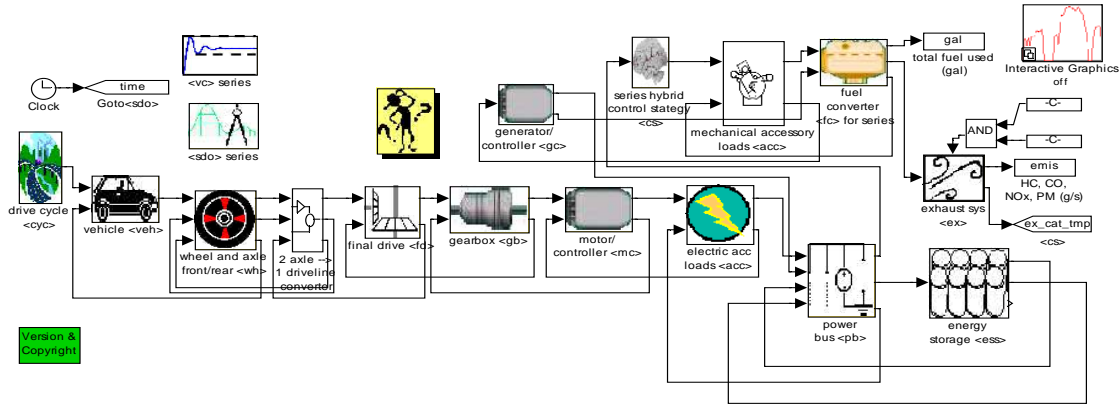 time
Clock
Goto<sdo>
<vc> series
<sdo> series
series hybrid
control stategy
<cs>
mechanical accessory
loads <acc>
gal
total fuel used
(gal)
fuel
converter
<fc> for series
Interactive Graphics
off
generator/
controller <gc>
-C-
AND
-C-
emis
HC, CO,
NOx, PM (g/s)
exhaust sys
<ex>
ex_cat_tmp
<cs>
drive cycle
<cyc>
vehicle <veh>
wheel and axle
front/rear <wh>
2 axle -->
1 driveline
converter
final drive <fd>
gearbox <gb>
motor/
controller <mc>
electric acc
loads <acc>
power
bus <pb>
energy
storage <ess>
Version &
Copyright